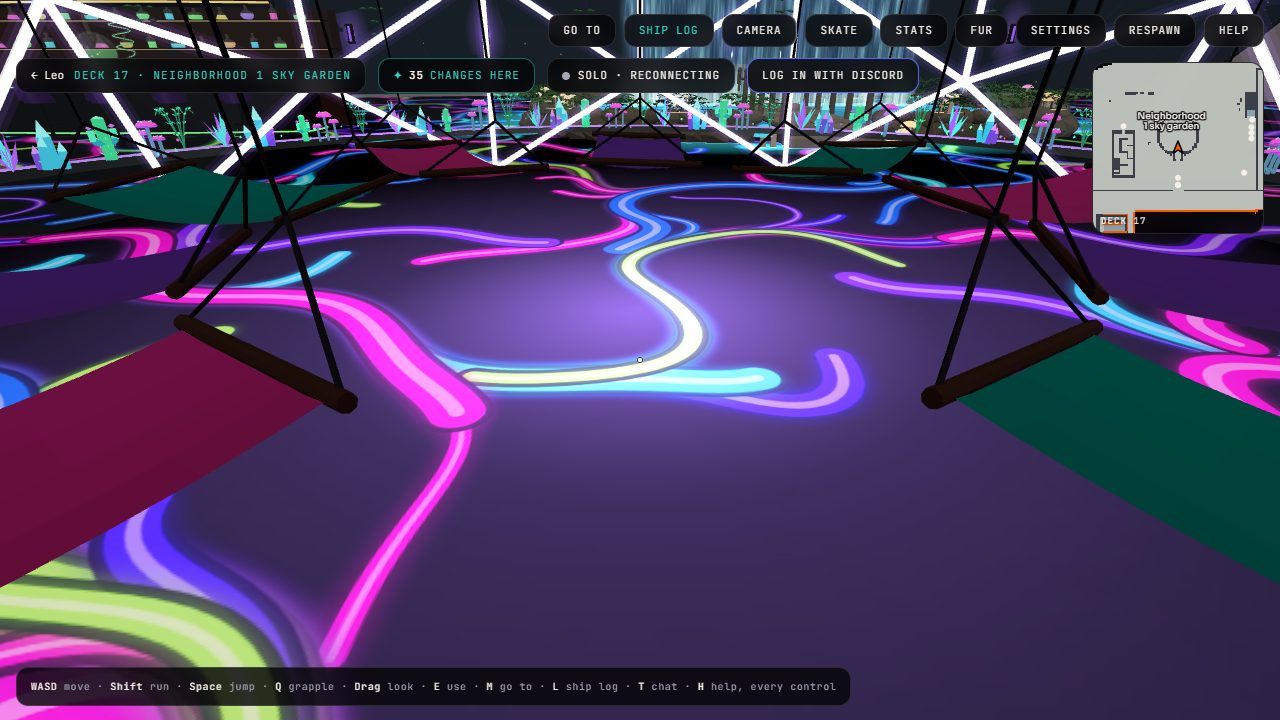 GO TO
SHIP LOG
CAMERA
SKATE
STATS
FUR
SETTINGS
RESPAWN
HELP
← Leo DECK 17 · NEIGHBORHOOD 1 SKY GARDEN
✦ 35 CHANGES HERE
● SOLO · RECONNECTING
LOG IN WITH DISCORD
Neighborhood
1 sky garden
DECK 17
WASD move · Shift run · Space jump · Q grapple · Drag look · E use · M go to · L ship log · T chat · H help, every control